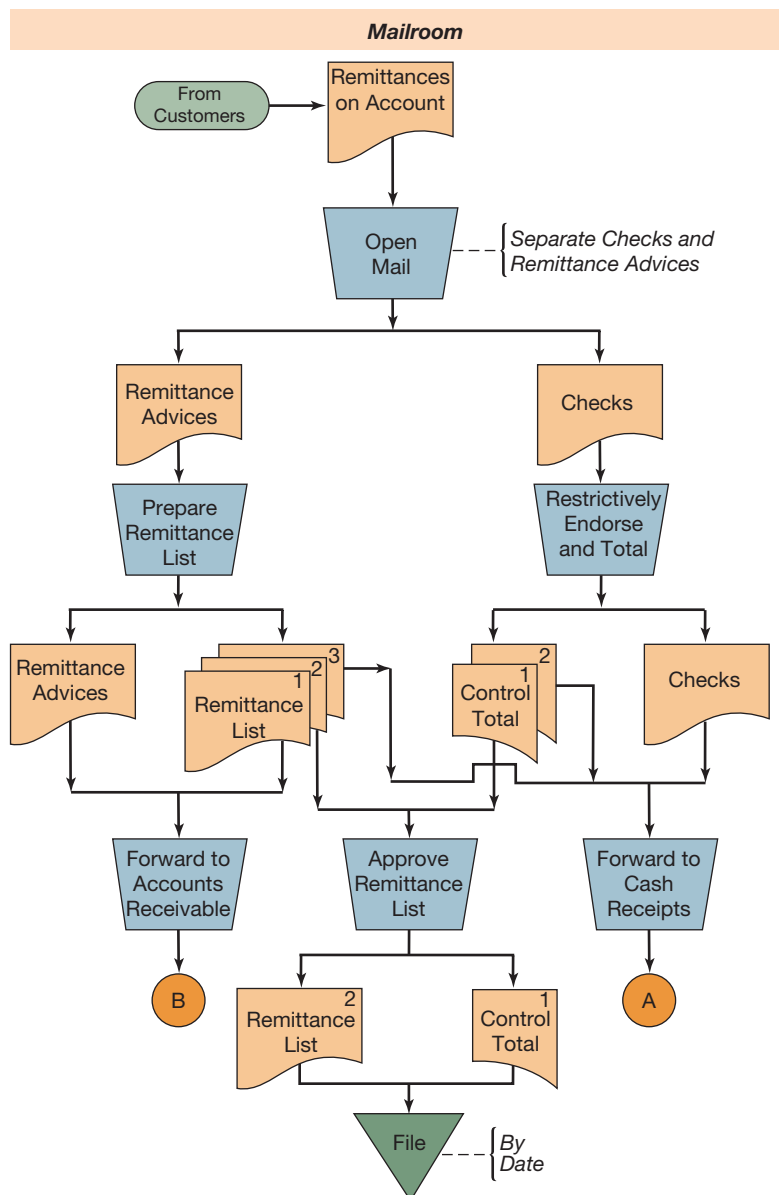 Mailroom
From
Customers
Remittances
on Account
Open
Mail
Separate Checks and
Remittance Advices
Remittance
Advices
Checks
Prepare
Remittance
List
Restrictively
Endorse
and Total
Remittance
Advices
3
2
1
Remittance
List
2
1
Control
Total
Checks
Forward to
Accounts
Receivable
Approve
Remittance
List
Forward to
Cash
Receipts
B
2
Remittance
List
1
Control
Total
A
File
By
Date